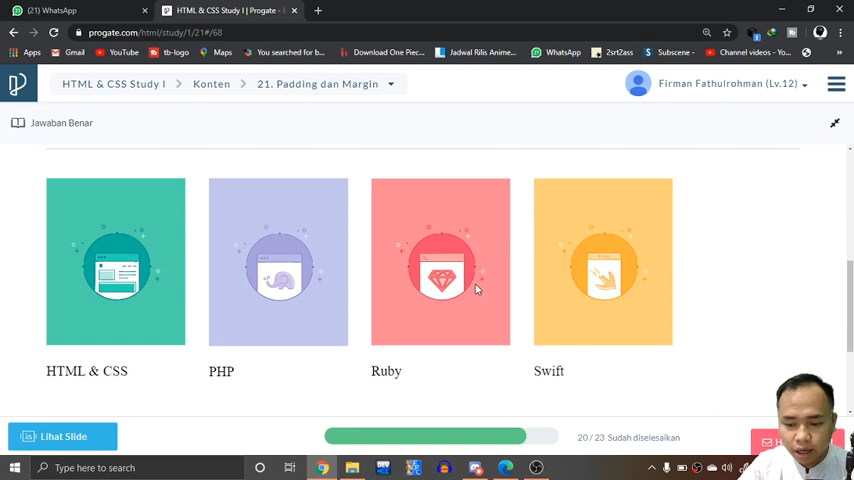 (21) WhatsApp
HTML & CSS Study I | Progate - 
progate.com/html/study/1/21#/68
Apps
Gmail
YouTube
tb-logo
Maps
You searched for b...
Download One Piec...
Jadwal Rilis Anime...
WhatsApp
2srt2ass
Subscene -
Channel videos - Yo...
»
HTML & CSS Study I
Konten
21. Padding dan Margin
Firman Fathulrohman (Lv.12)
Jawaban Benar
HTML & CSS
PHP
Ruby
Swift
Lihat Slide
20 / 23 Sudah diselesaikan
Type here to search